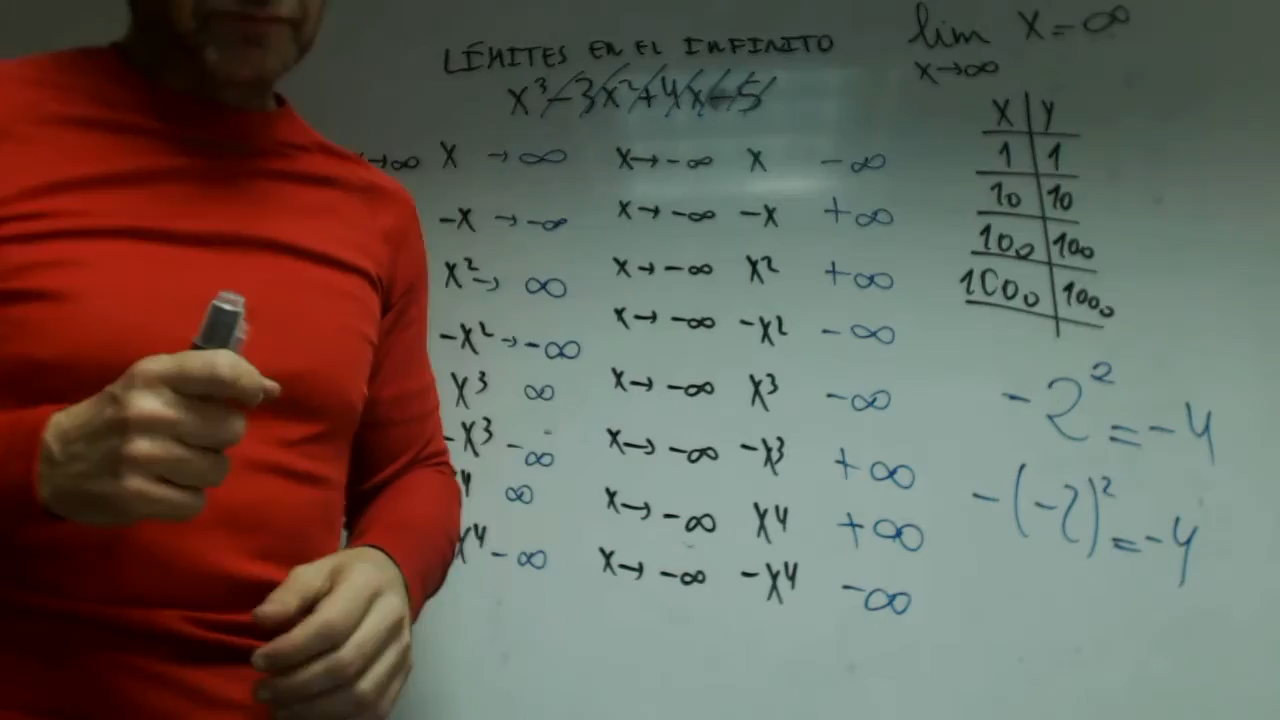 LÍMITES EN EL INFINITO
x³-3x²+4x-5
→∞ x → ∞ x→-∞ x -∞
-x → -∞ x→-∞ -x +∞
x² → ∞ x→-∞ x² +∞
-x² → -∞ x→-∞ -x² -∞
x³ ∞ x→-∞ x³ -∞
-x³ -∞ x→-∞ -x³ +∞
4 ∞ x→-∞ x4 +∞
x4 -∞ x→-∞ -x4 -∞
lim x = ∞
x→∞
x | y
1 | 1
10 | 10
100 | 100
1000 | 1000
-2² = -4
-(-2)² = -4